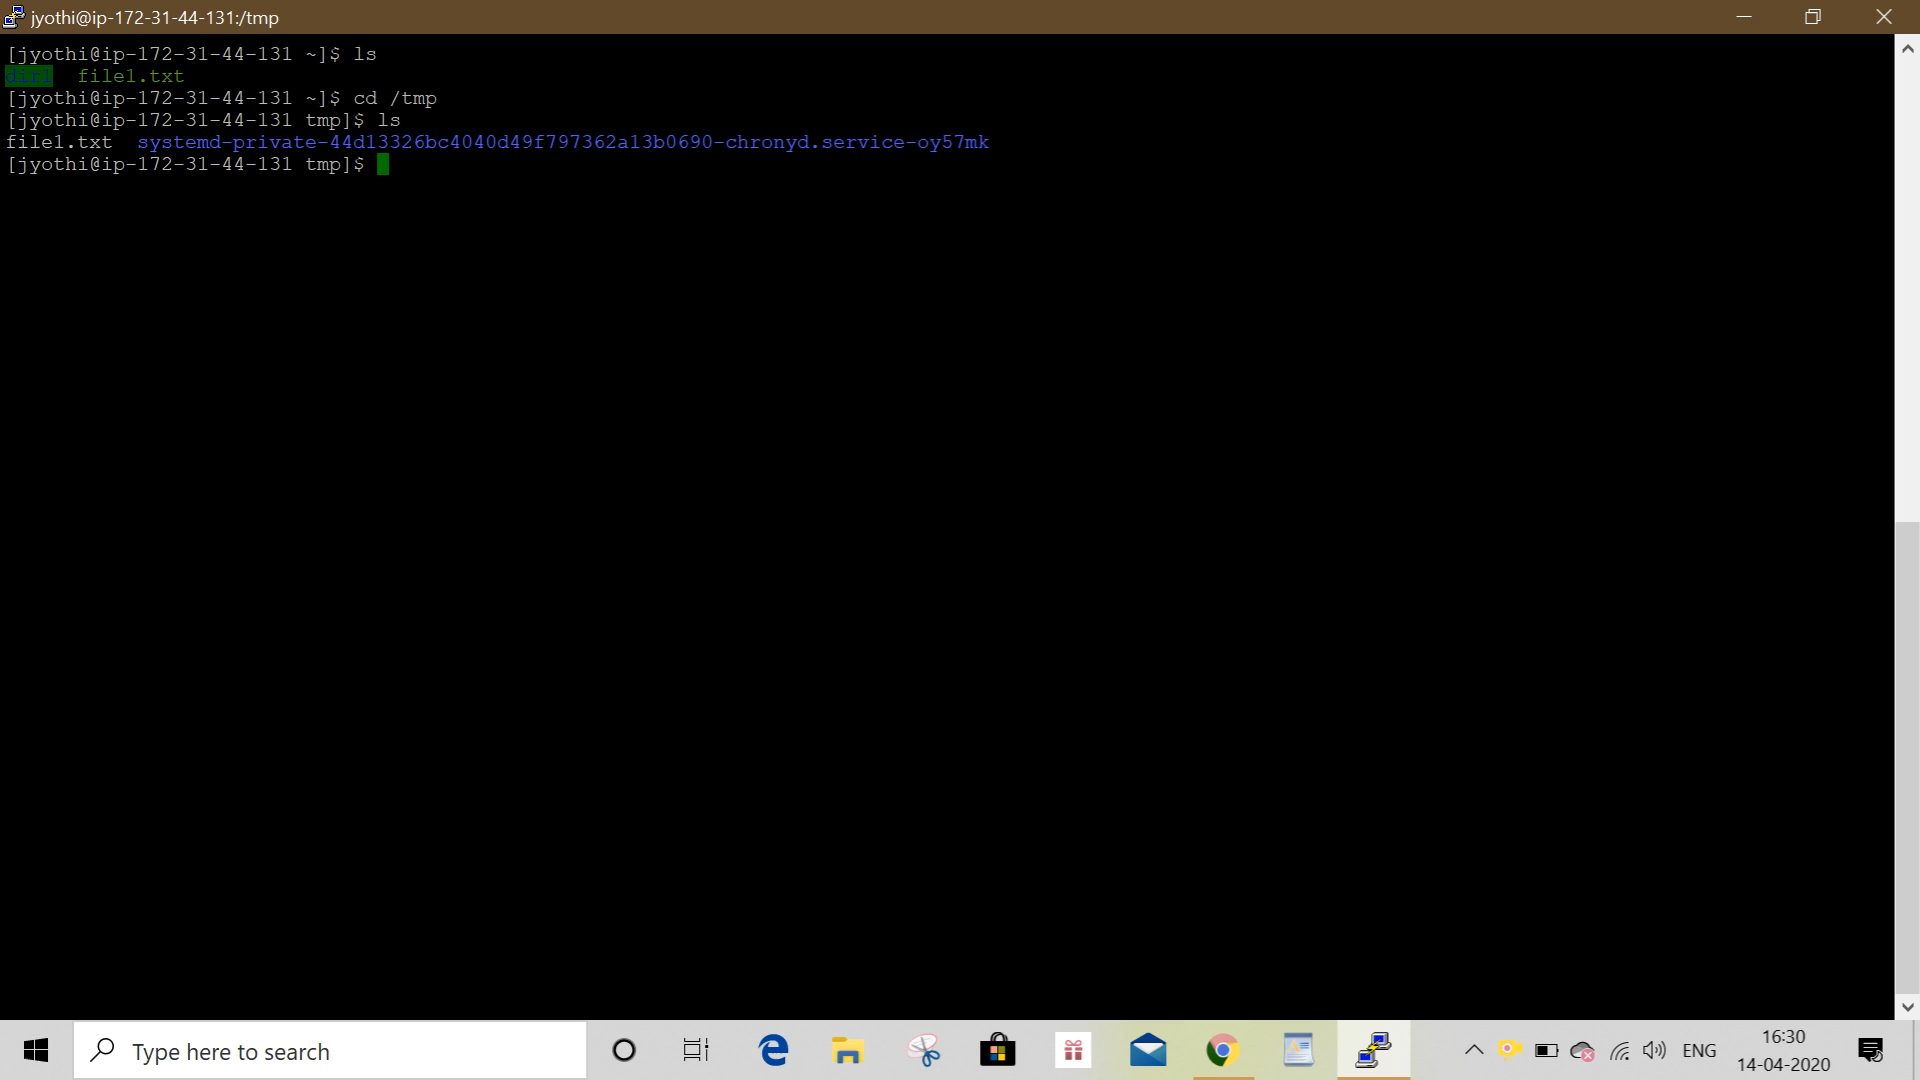 jyothi@ip-172-31-44-131:/tmp
[jyothi@ip-172-31-44-131 ~]$ ls
dir1  file1.txt
[jyothi@ip-172-31-44-131 ~]$ cd /tmp
[jyothi@ip-172-31-44-131 tmp]$ ls
file1.txt  systemd-private-44d13326bc4040d49f797362a13b0690-chronyd.service-oy57mk
[jyothi@ip-172-31-44-131 tmp]$
Type here to search
ENG
16:30
14-04-2020